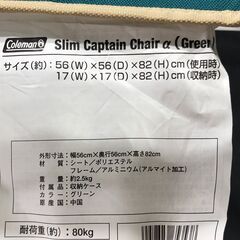 Coleman Slim Captain Chair α (Green
サイズ(約): 56(W)×56(D)×82(H)cm(使用時)
17(W)×17(D)×82(H)cm(収納時)
外形寸法：幅56cm×奥行56cm×高さ82cm
材質：シート/ポリエステル
フレーム/アルミニウム(アルマイト加工)
重量：約2.5kg
付属品：収納ケース
カラー：グリーン
原産国：中国
耐荷重(約)：80kg